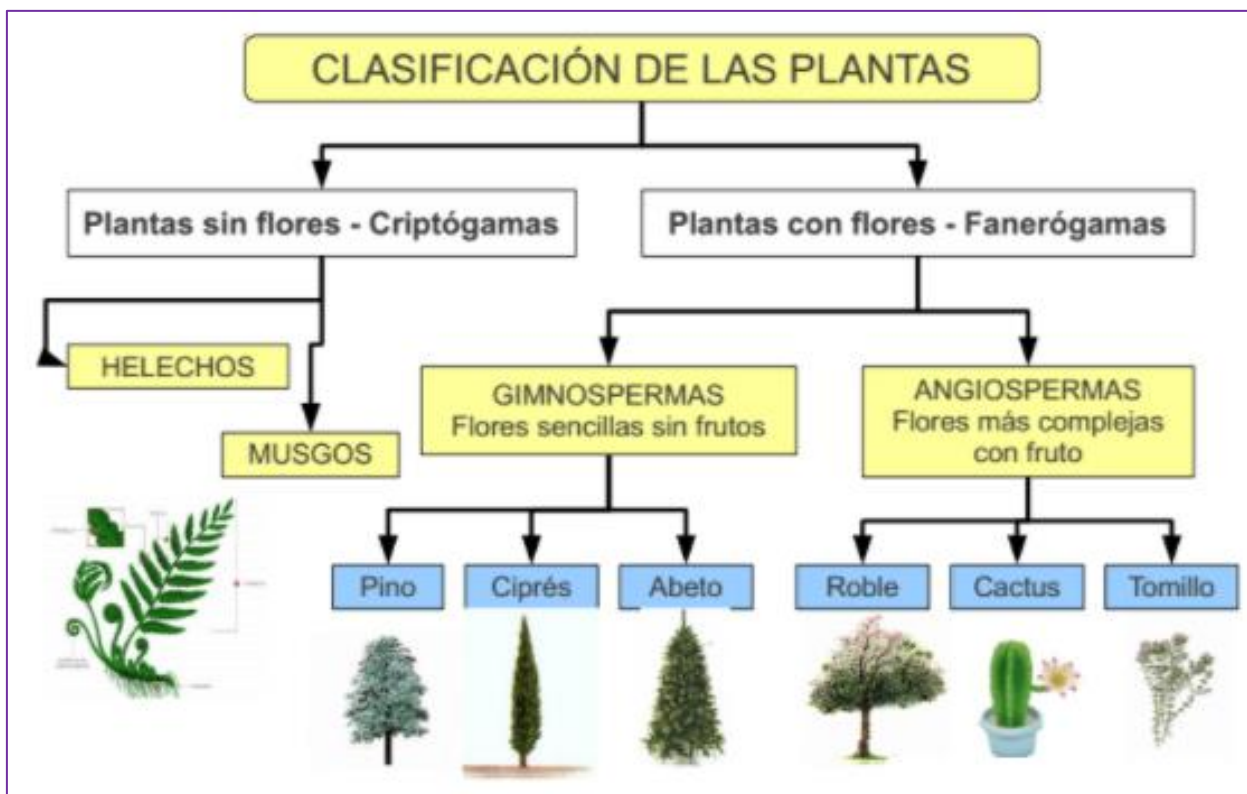 CLASIFICACIÓN DE LAS PLANTAS
Plantas sin flores - Criptógamas
Plantas con flores - Fanerógamas
HELECHOS
MUSGOS
GIMNOSPERMAS
Flores sencillas sin frutos
ANGIOSPERMAS
Flores más complejas
con fruto
Pino
Ciprés
Abeto
Roble
Cactus
Tomillo